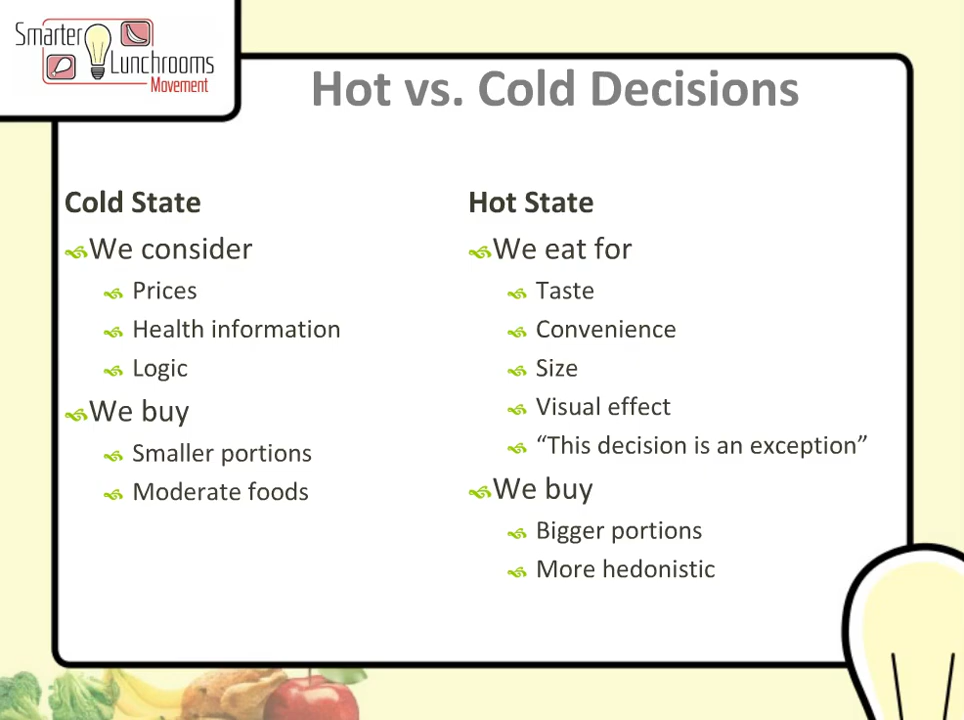 Smarter
Lunchrooms
Movement
Hot vs. Cold Decisions
Cold State
We consider
Prices
Health information
Logic
We buy
Smaller portions
Moderate foods
Hot State
We eat for
Taste
Convenience
Size
Visual effect
“This decision is an exception”
We buy
Bigger portions
More hedonistic